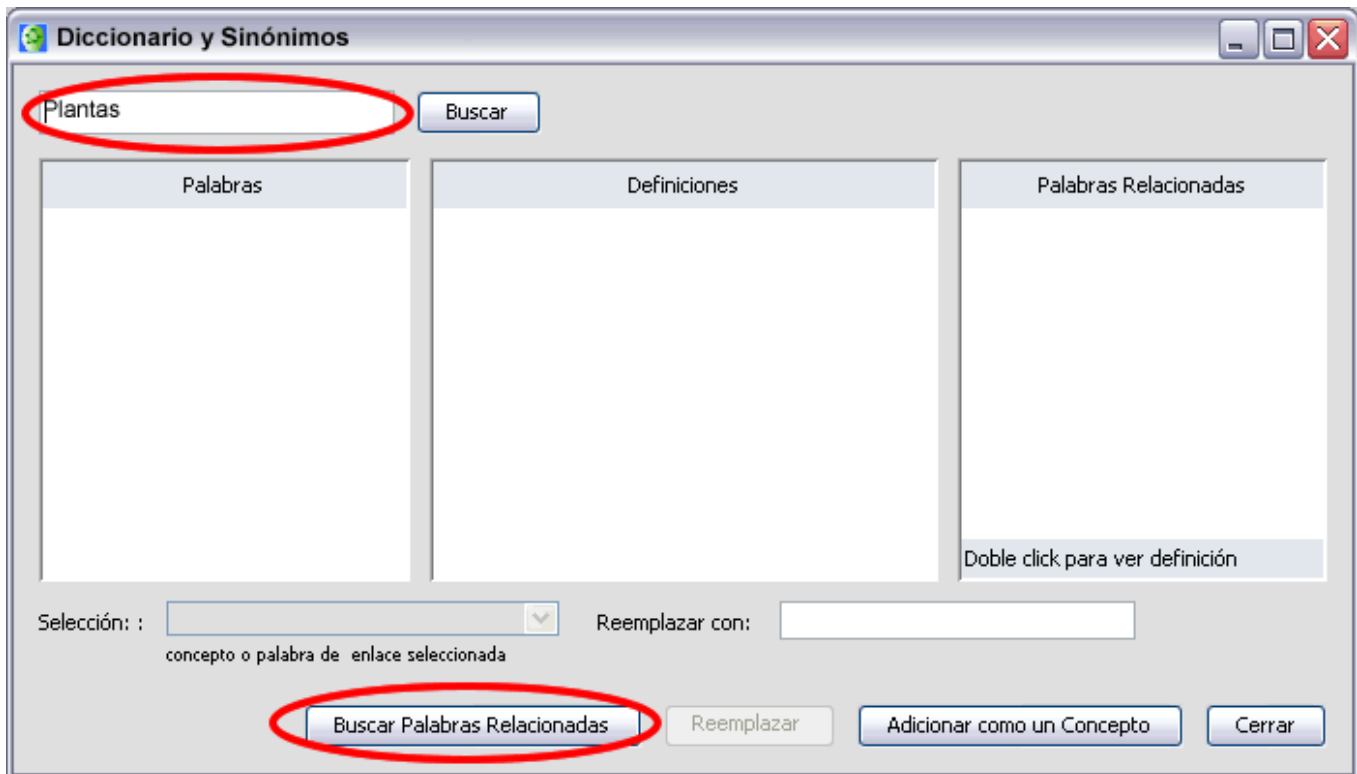 Diccionario y Sinónimos
Plantas
Buscar
Palabras
Definiciones
Palabras Relacionadas
Doble click para ver definición
Selección: :
Reemplazar con:
concepto o palabra de enlace seleccionada
Buscar Palabras Relacionadas
Reemplazar
Adicionar como un Concepto
Cerrar